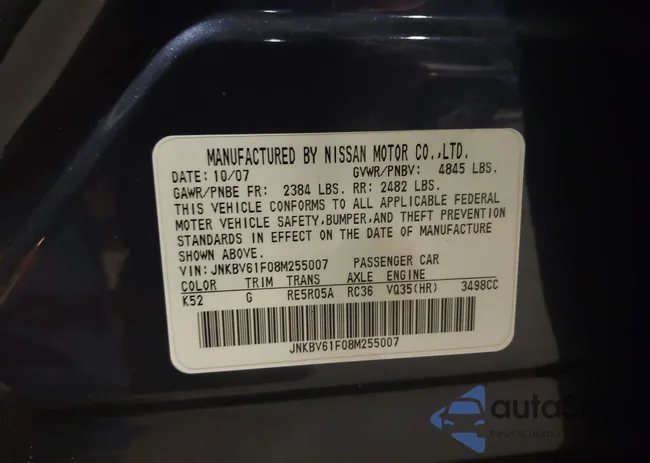 MANUFACTURED BY NISSAN MOTOR CO.,LTD.
DATE: 10/07 GVWR/PNBV: 4845 LBS.
GAWR/PNBE FR: 2384 LBS. RR: 2482 LBS.
THIS VEHICLE CONFORMS TO ALL APPLICABLE FEDERAL
MOTER VEHICLE SAFETY,BUMPER,AND THEFT PREVENTION
STANDARDS IN EFFECT ON THE DATE OF MANUFACTURE
SHOWN ABOVE.
VIN: JNKBV61F08M255007 PASSENGER CAR
COLOR TRIM TRANS AXLE ENGINE
K52 G RE5R05A RC36 VQ35(HR) 3498CC
JNKBV61F08M255007